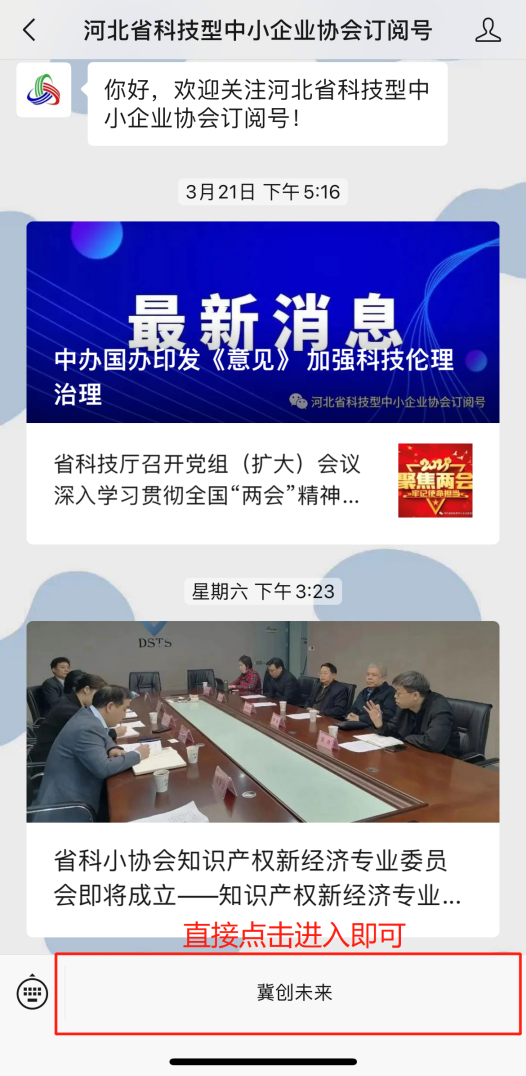 河北省科技型中小企业协会订阅号
你好，欢迎关注河北省科技型中
小企业协会订阅号！
3月21日 下午5:16
最新消息
中办国办印发《意见》 加强科技伦理
治理
河北省科技型中小企业协会订阅号
省科技厅召开党组（扩大）会议
深入学习贯彻全国“两会”精神...
聚焦两会
牢记使命担当
星期六 下午3:23
DSTS
省科小协会知识产权新经济专业委员
会即将成立——知识产权新经济专业...
直接点击进入即可
冀创未来